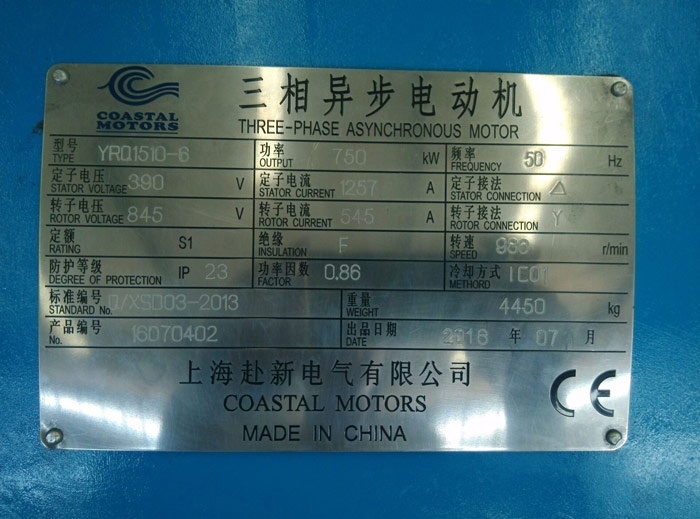 COASTAL
MOTORS
三相异步电动机
THREE-PHASE ASYNCHRONOUS MOTOR
型号 TYPE YRQ1510-6 功率 OUTPUT 750 kW 频率 FREQUENCY 50 Hz
定子电压 STATOR VOLTAGE 390 V 定子电流 STATOR CURRENT 1257 A 定子接法 STATOR CONNECTION △
转子电压 ROTOR VOLTAGE 845 V 转子电流 ROTOR CURRENT 545 A 转子接法 ROTOR CONNECTION Y
定额 RATING S1 绝缘 INSULATION F 转速 SPEED r/min
防护等级 DEGREE OF PROTECTION IP 23 功率因数 FACTOR 0.86 冷却方式 METHORD
标准编号 STANDARD No. Q/XS003-2013 重量 WEIGHT 4450 kg
产品编号 No. 16070402 出品日期 DATE 2016 年 07 月
上海赴新电气有限公司
COASTAL MOTORS
MADE IN CHINA
CE